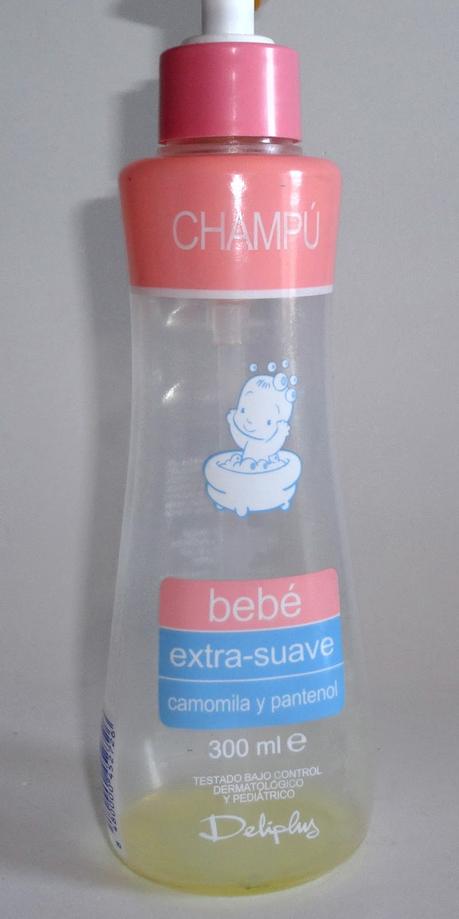 CHAMPÚ
bebé
extra-suave
camomila y pantenol
300 ml e
TESTADO BAJO CONTROL
DERMATOLÓGICO
Y PEDIÁTRICO
Deliplus